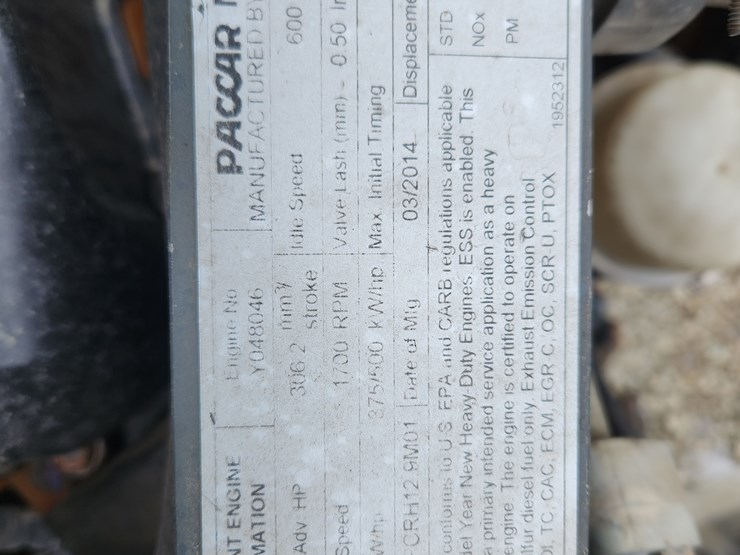 NT ENGINE
MATION
Engine No
Y048046
PACCAR
MANUFACTURED BY
Adv HP
306.2 mm³/
stroke
Idle Speed
600
Speed
1700 RPM
Valve Lash (mm) - 0.50 In
375/500 KW/hp
Max Initial Timing
9M01
Date of Mfg
03/2014
Displaceme
conforms to U.S. EPA and CARB regulations applicable
del Year New Heavy Duty Engines. ESS is enabled. This
a primary intended service application as a heavy
engine. The engine is certified to operate on
lfur diesel fuel only. Exhaust Emission Control
DI, TC, CAC, ECM, EGR C, OC, SCR U, PTOX
STD
NOx
PM
1952312